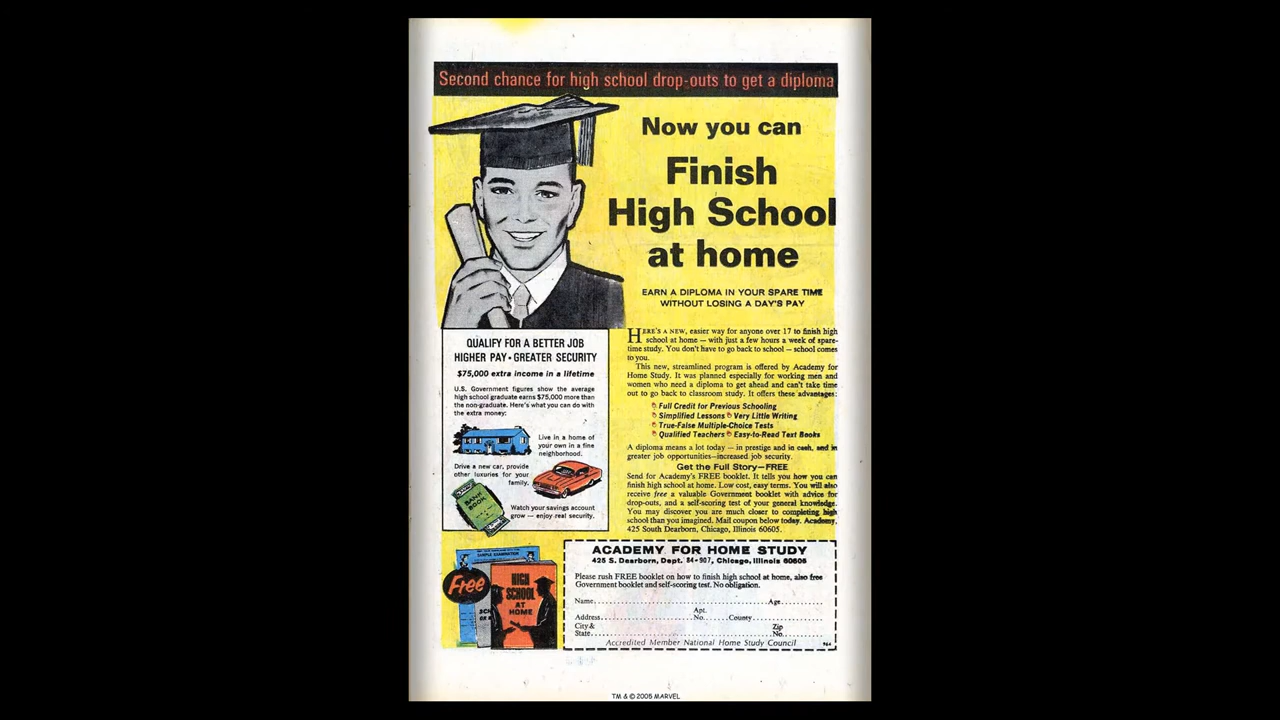 Second chance for high school drop-outs to get a diploma
Now you can
Finish
High School
at home
EARN A DIPLOMA IN YOUR SPARE TIME
WITHOUT LOSING A DAY'S PAY
QUALIFY FOR A BETTER JOB
HIGHER PAY • GREATER SECURITY
$75,000 extra income in a lifetime
U.S. Government figures show the average
high school graduate earns $75,000 more than
the non-graduate. Here's what you can do with
the extra money:
Live in a home of
your own in a fine
neighborhood.
Drive a new car, provide
other luxuries for your
family.
BANK
BOOK
Watch your savings account
grow — enjoy real security.
HERE'S A NEW, easier way for anyone over 17 to finish high
school at home — with just a few hours a week of spare-
time study. You don't have to go back to school — school comes
to you.
This new, streamlined program is offered by Academy for
Home Study. It was planned especially for working men and
women who need a diploma to get ahead and can't take time
out to go back to classroom study. It offers these advantages:
Full Credit for Previous Schooling
Simplified Lessons Very Little Writing
True-False Multiple-Choice Tests
Qualified Teachers Easy-to-Read Text Books
A diploma means a lot today — in prestige and in cash, and in
greater job opportunities—increased job security.
Get the Full Story—FREE
Send for Academy's FREE booklet. It tells you how you can
finish high school at home. Low cost, easy terms. You will also
receive free a valuable Government booklet with advice for
drop-outs, and a self-scoring test of your general knowledge.
You may discover you are much closer to completing high
school than you imagined. Mail coupon below today. Academy,
425 South Dearborn, Chicago, Illinois 60605.
Free
SAMPLE EXAMINATION
HIGH
SCHOOL
AT
HOME
ACADEMY FOR HOME STUDY
425 S. Dearborn, Dept. 84-907, Chicago, Illinois 60605
Please rush FREE booklet on how to finish high school at home, also free
Government booklet and self-scoring test. No obligation.
Name.......... Age..........
Address.......... Apt. No.......... County..........
City & State.......... Zip No..........
Accredited Member National Home Study Council
TM & © 2005 MARVEL